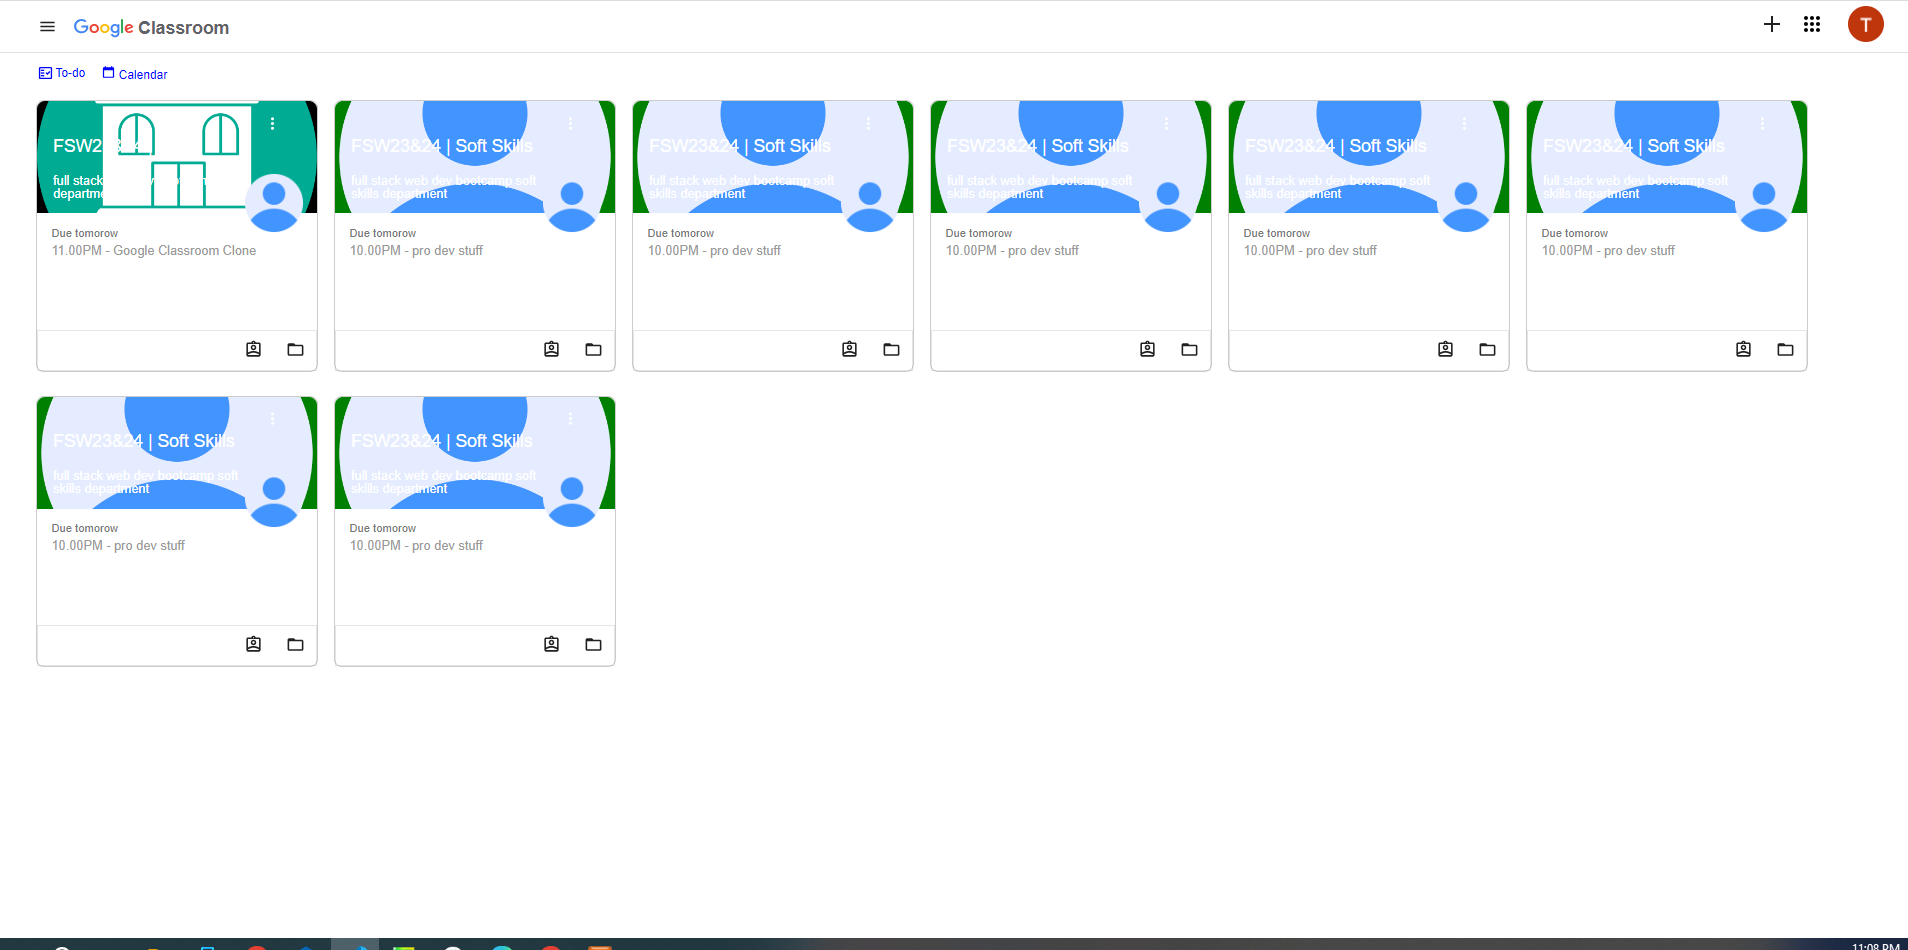 Google Classroom
T
To-do
Calendar
FSW23&24 |
full stack web dev bootcamp
department
Due tomorow
11.00PM - Google Classroom Clone
FSW23&24 | Soft Skills
full stack web dev bootcamp soft
skills department
Due tomorow
10.00PM - pro dev stuff
FSW23&24 | Soft Skills
full stack web dev bootcamp soft
skills department
Due tomorow
10.00PM - pro dev stuff
FSW23&24 | Soft Skills
full stack web dev bootcamp soft
skills department
Due tomorow
10.00PM - pro dev stuff
FSW23&24 | Soft Skills
full stack web dev bootcamp soft
skills department
Due tomorow
10.00PM - pro dev stuff
FSW23&24 | Soft Skills
full stack web dev bootcamp soft
skills department
Due tomorow
10.00PM - pro dev stuff
FSW23&24 | Soft Skills
full stack web dev bootcamp soft
skills department
Due tomorow
10.00PM - pro dev stuff
FSW23&24 | Soft Skills
full stack web dev bootcamp soft
skills department
Due tomorow
10.00PM - pro dev stuff
11:08 PM